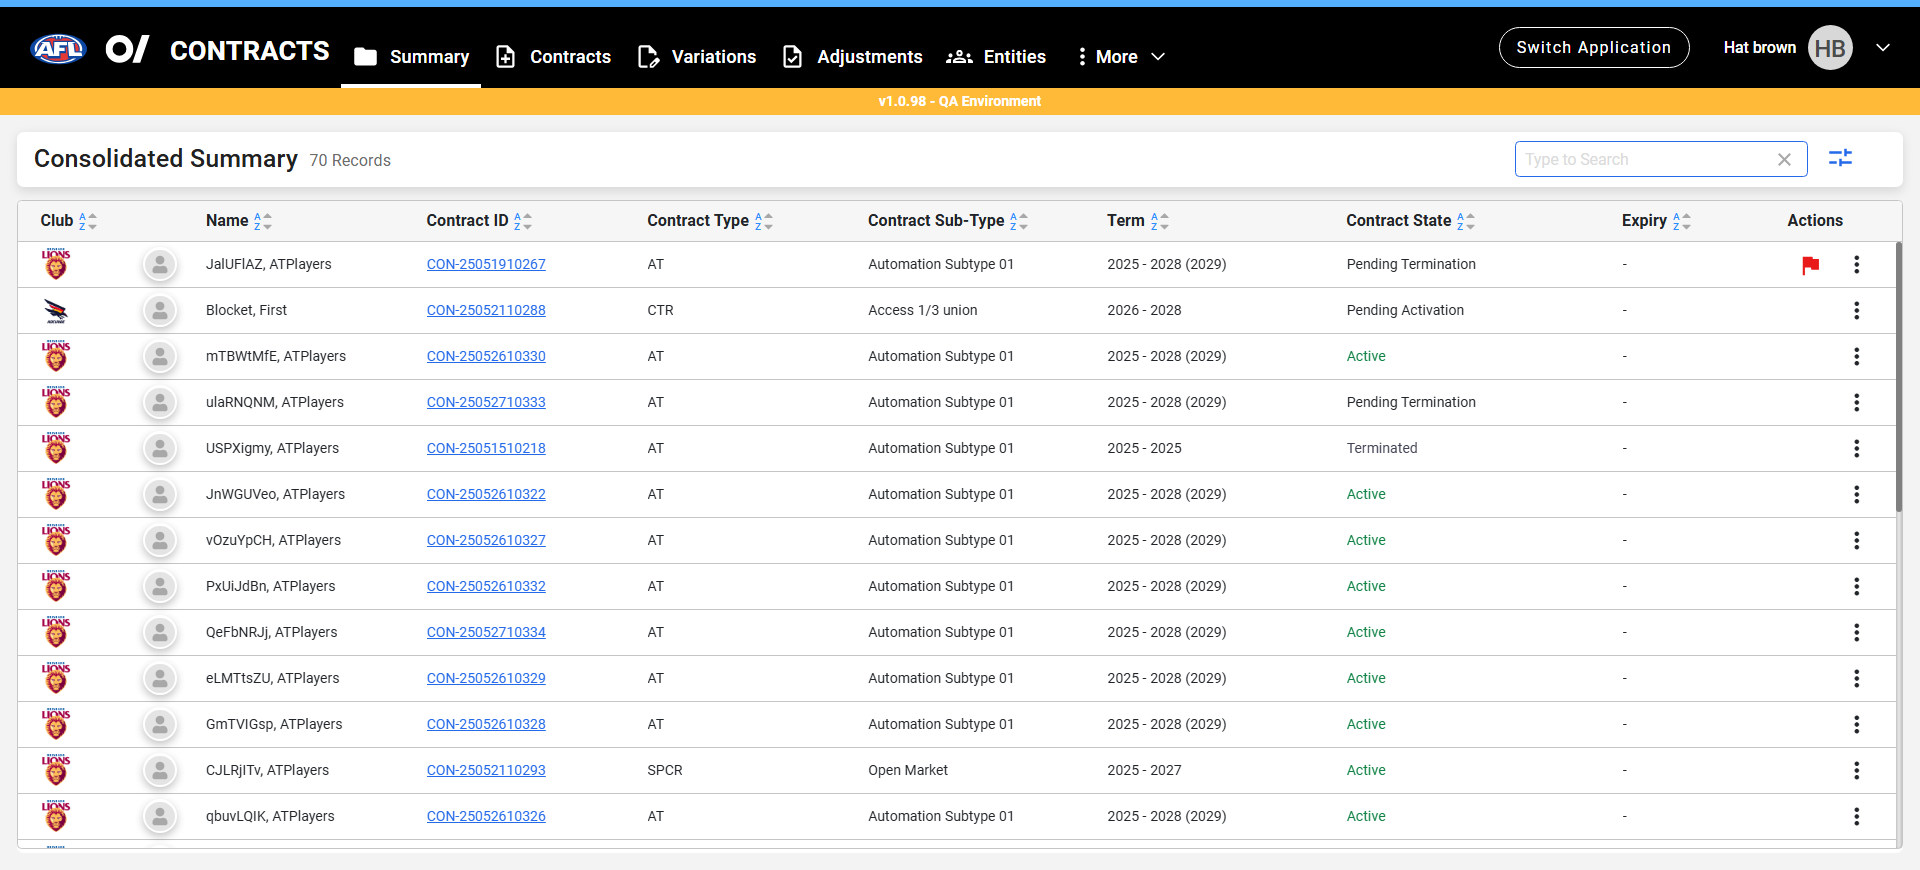 AFL CONTRACTS Summary Contracts Variations Adjustments Entities More Switch Application Hat brown HB
v1.0.98 - QA Environment
Consolidated Summary 70 Records Type to Search
Club Name Contract ID Contract Type Contract Sub-Type Term Contract State Expiry Actions
LIONS JalUFlAZ, ATPlayers CON-25051910267 AT Automation Subtype 01 2025 - 2028 (2029) Pending Termination -
Blocket, First CON-25052110288 CTR Access 1/3 union 2026 - 2028 Pending Activation -
LIONS mTBWtMfE, ATPlayers CON-25052610330 AT Automation Subtype 01 2025 - 2028 (2029) Active -
LIONS ulaRNQNM, ATPlayers CON-25052710333 AT Automation Subtype 01 2025 - 2028 (2029) Pending Termination -
LIONS USPXigmy, ATPlayers CON-25051510218 AT Automation Subtype 01 2025 - 2025 Terminated -
LIONS JnWGUVeo, ATPlayers CON-25052610322 AT Automation Subtype 01 2025 - 2028 (2029) Active -
LIONS vOzuYpCH, ATPlayers CON-25052610327 AT Automation Subtype 01 2025 - 2028 (2029) Active -
LIONS PxUiJdBn, ATPlayers CON-25052610332 AT Automation Subtype 01 2025 - 2028 (2029) Active -
LIONS QeFbNRJj, ATPlayers CON-25052710334 AT Automation Subtype 01 2025 - 2028 (2029) Active -
LIONS eLMTtsZU, ATPlayers CON-25052610329 AT Automation Subtype 01 2025 - 2028 (2029) Active -
LIONS GmTVIGsp, ATPlayers CON-25052610328 AT Automation Subtype 01 2025 - 2028 (2029) Active -
LIONS CJLRjITv, ATPlayers CON-25052110293 SPCR Open Market 2025 - 2027 Active -
LIONS qbuvLQIK, ATPlayers CON-25052610326 AT Automation Subtype 01 2025 - 2028 (2029) Active -